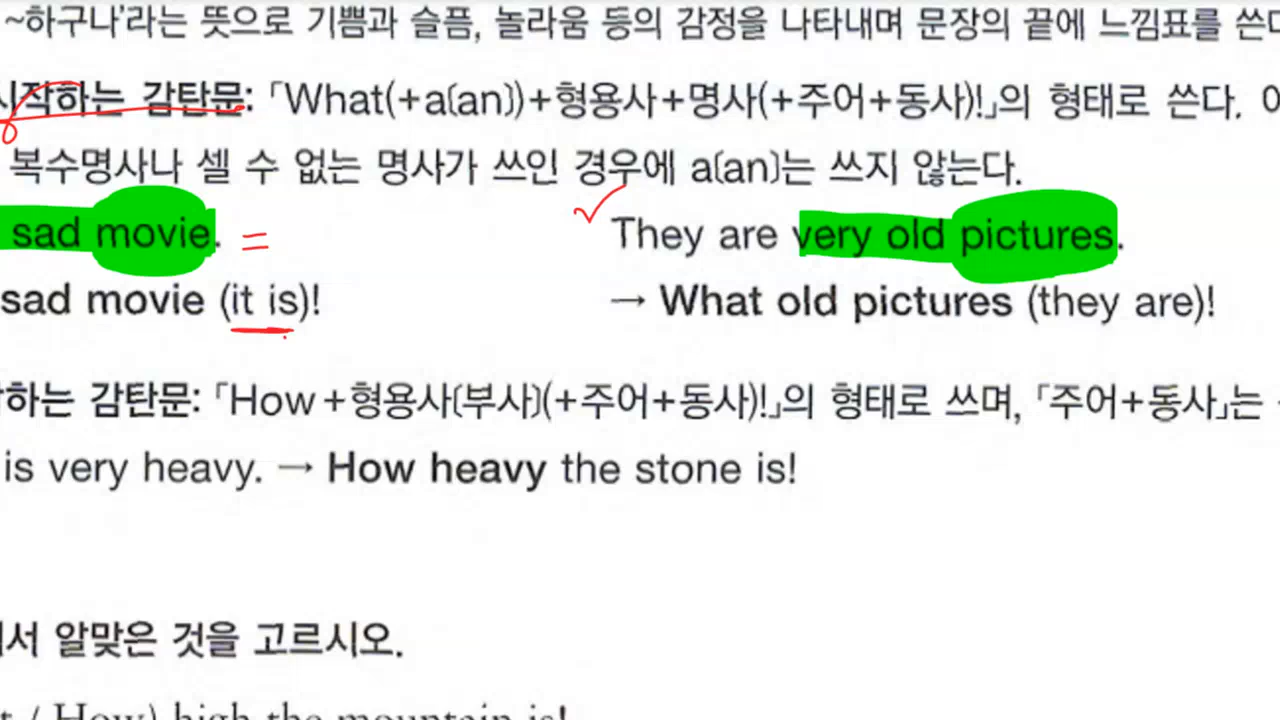 ~하구나'라는 뜻으로 기쁨과 슬픔, 놀라움 등의 감정을 나타내며 문장의 끝에 느낌표를
시작하는 감탄문: 「What(+a(an))+형용사+명사(+주어+동사)!」의 형태로 쓴다.
복수명사나 셀 수 없는 명사가 쓰인 경우에 a(an)는 쓰지 않는다.
sad movie. =
They are very old pictures.
sad movie (it is)!
→ What old pictures (they are)!
하는 감탄문: 「How+형용사(부사)(+주어+동사)!」의 형태로 쓰며, 「주어+동사」는
is very heavy. → How heavy the stone is!
서 알맞은 것을 고르시오.
/ How) high the mountain is!